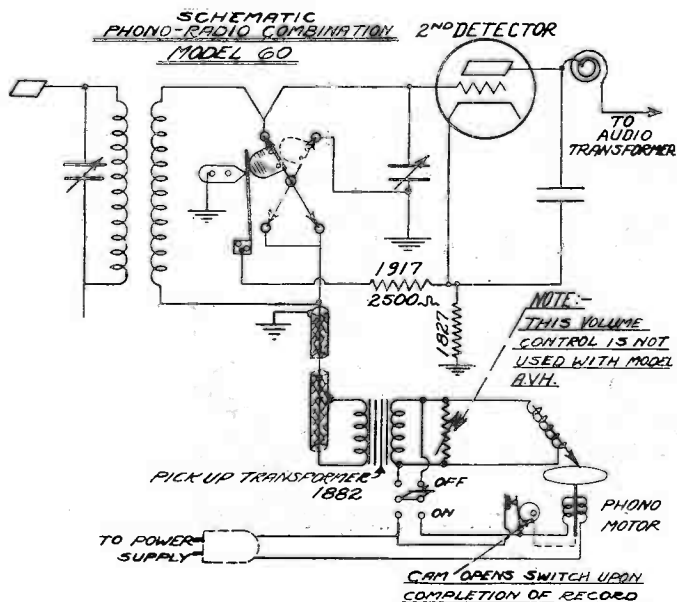 SCHEMATIC
PHONO-RADIO COMBINATION
MODEL 60
2ND DETECTOR
TO
AUDIO
TRANSFORMER
1917
2500Ω
1827
NOTE:-
THIS VOLUME
CONTROL IS NOT
USED WITH MODEL
A.V.H.
PICK UP TRANSFORMER
1882
OFF
ON
PHONO
MOTOR
TO POWER
SUPPLY
CAM OPENS SWITCH UPON
COMPLETION OF RECORD